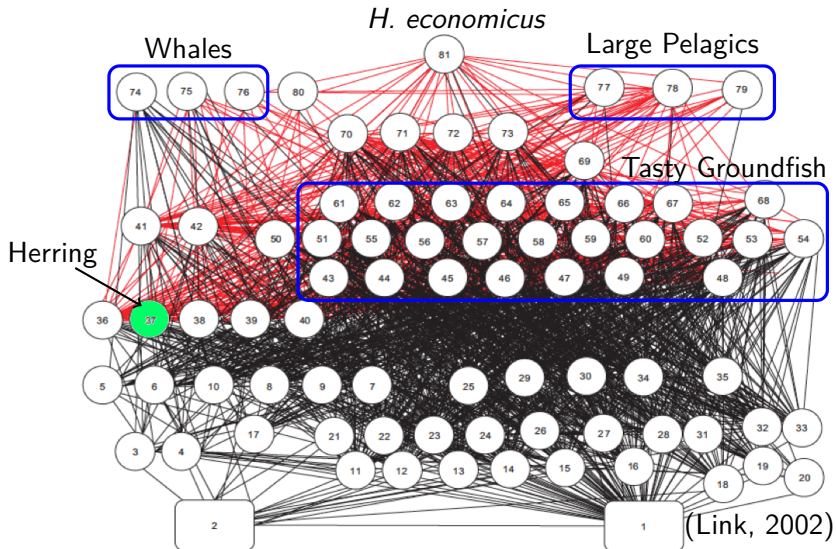 H. economicus
Whales
Large Pelagics
81
74 75 76 80 77 78 79
70 71 72 73
69
Tasty Groundfish
61 62 63 64 65 66 67 68
41 42 50 51 55 56 57 58 59 60 52 53 54
Herring
43 44 45 46 47 49 48
36 37 38 39 40
5 6 10 8 9 7 25 29 30 34 35
3 4 17 21 22 23 24 26 27 28 31 32 33
11 12 13 14 15 16 18 19 20
2 1 (Link, 2002)